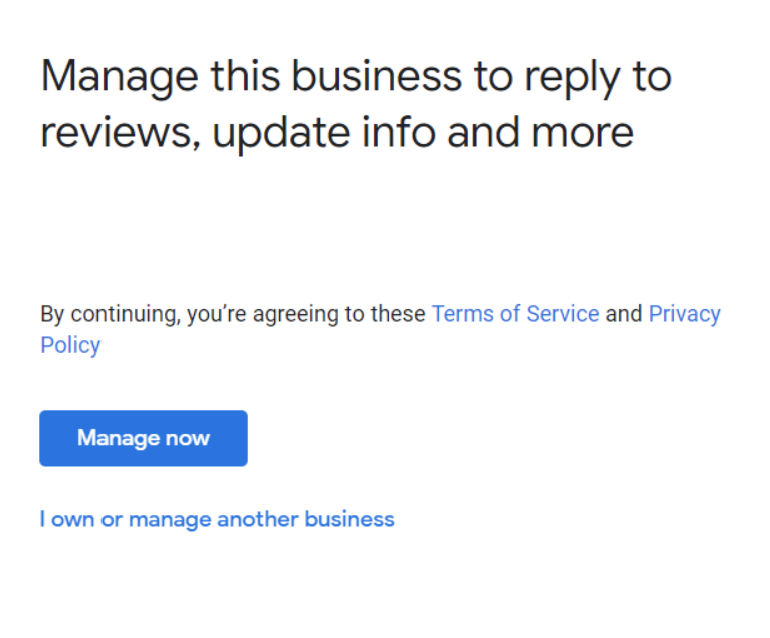 Manage this business to reply to
reviews, update info and more
By continuing, you’re agreeing to these Terms of Service and Privacy
Policy
Manage now
I own or manage another business